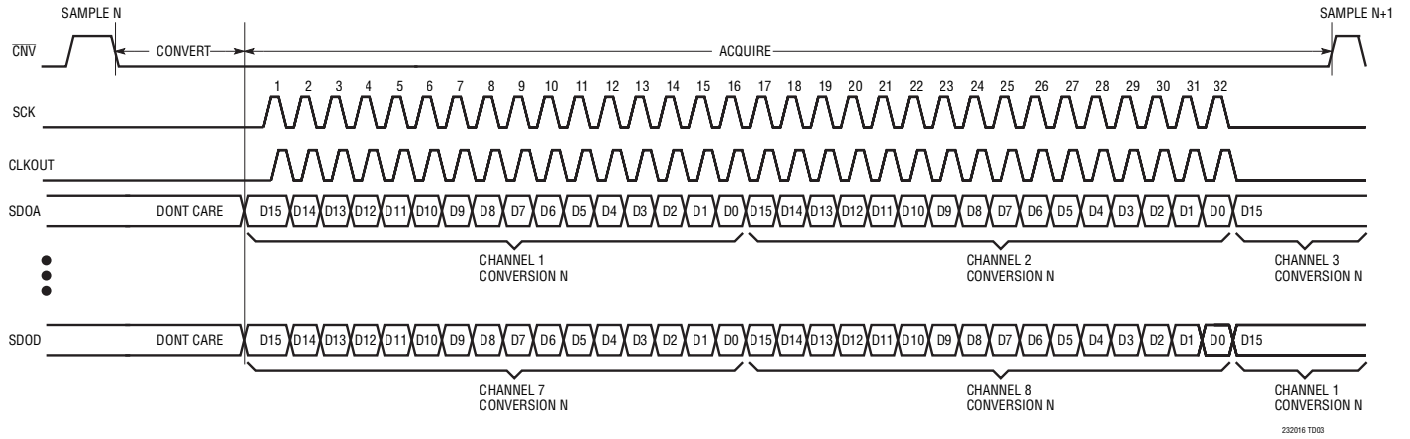 SAMPLE N
SAMPLE N+1
CNV
CONVERT
ACQUIRE
1 2 3 4 5 6 7 8 9 10 11 12 13 14 15 16 17 18 19 20 21 22 23 24 25 26 27 28 29 30 31 32
SCK
CLKOUT
SDOA DONT CARE D15 D14 D13 D12 D11 D10 D9 D8 D7 D6 D5 D4 D3 D2 D1 D0 D15 D14 D13 D12 D11 D10 D9 D8 D7 D6 D5 D4 D3 D2 D1 D0 D15
CHANNEL 1
CONVERSION N
CHANNEL 2
CONVERSION N
CHANNEL 3
CONVERSION N
SDOD DONT CARE D15 D14 D13 D12 D11 D10 D9 D8 D7 D6 D5 D4 D3 D2 D1 D0 D15 D14 D13 D12 D11 D10 D9 D8 D7 D6 D5 D4 D3 D2 D1 D0 D15
CHANNEL 7
CONVERSION N
CHANNEL 8
CONVERSION N
CHANNEL 1
CONVERSION N
232016 TD03